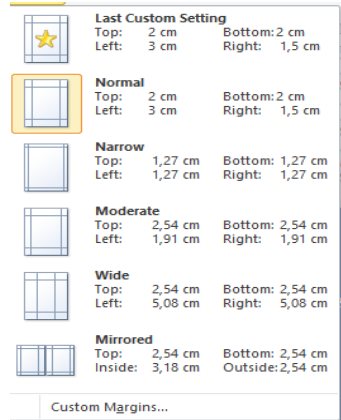 Last Custom Setting
Top: 2 cm Bottom: 2 cm
Left: 3 cm Right: 1,5 cm
Normal
Top: 2 cm Bottom: 2 cm
Left: 3 cm Right: 1,5 cm
Narrow
Top: 1,27 cm Bottom: 1,27 cm
Left: 1,27 cm Right: 1,27 cm
Moderate
Top: 2,54 cm Bottom: 2,54 cm
Left: 1,91 cm Right: 1,91 cm
Wide
Top: 2,54 cm Bottom: 2,54 cm
Left: 5,08 cm Right: 5,08 cm
Mirrored
Top: 2,54 cm Bottom: 2,54 cm
Inside: 3,18 cm Outside: 2,54 cm
Custom Margins...